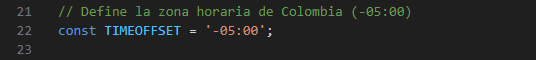 21 // Define la zona horaria de Colombia (-05:00)
22 const TIMEOFFSET = '-05:00';
23